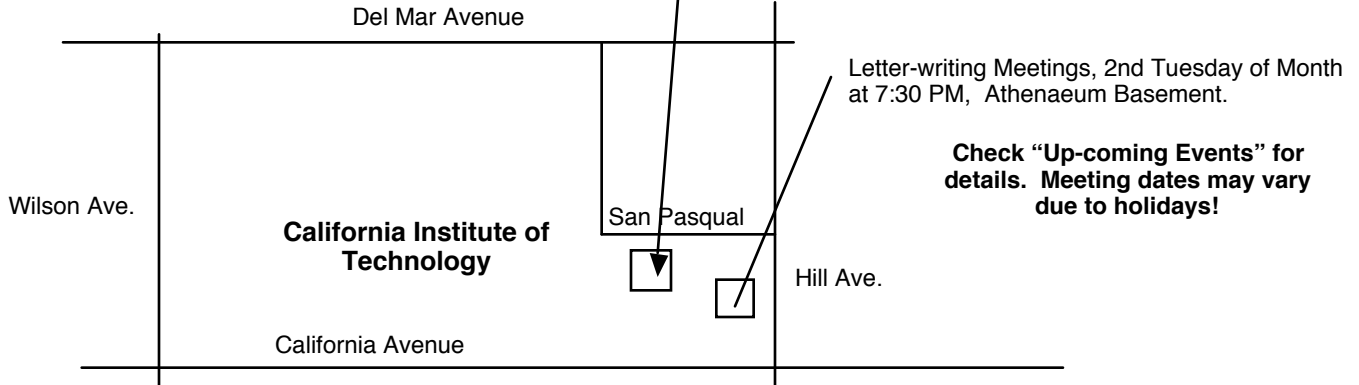 Del Mar Avenue
Letter-writing Meetings, 2nd Tuesday of Month
at 7:30 PM,  Athenaeum Basement.
Check “Up-coming Events” for
details.  Meeting dates may vary
due to holidays!
Wilson Ave.
San Pasqual
California Institute of
Technology
Hill Ave.
California Avenue